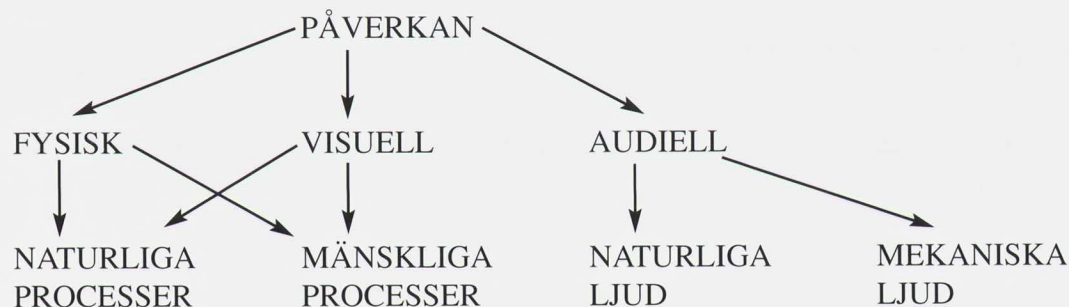 PÅVERKAN
FYSISK
VISUELL
AUDIELL
NATURLIGA
PROCESSER
MÄNSKLIGA
PROCESSER
NATURLIGA
LJUD
MEKANISKA
LJUD